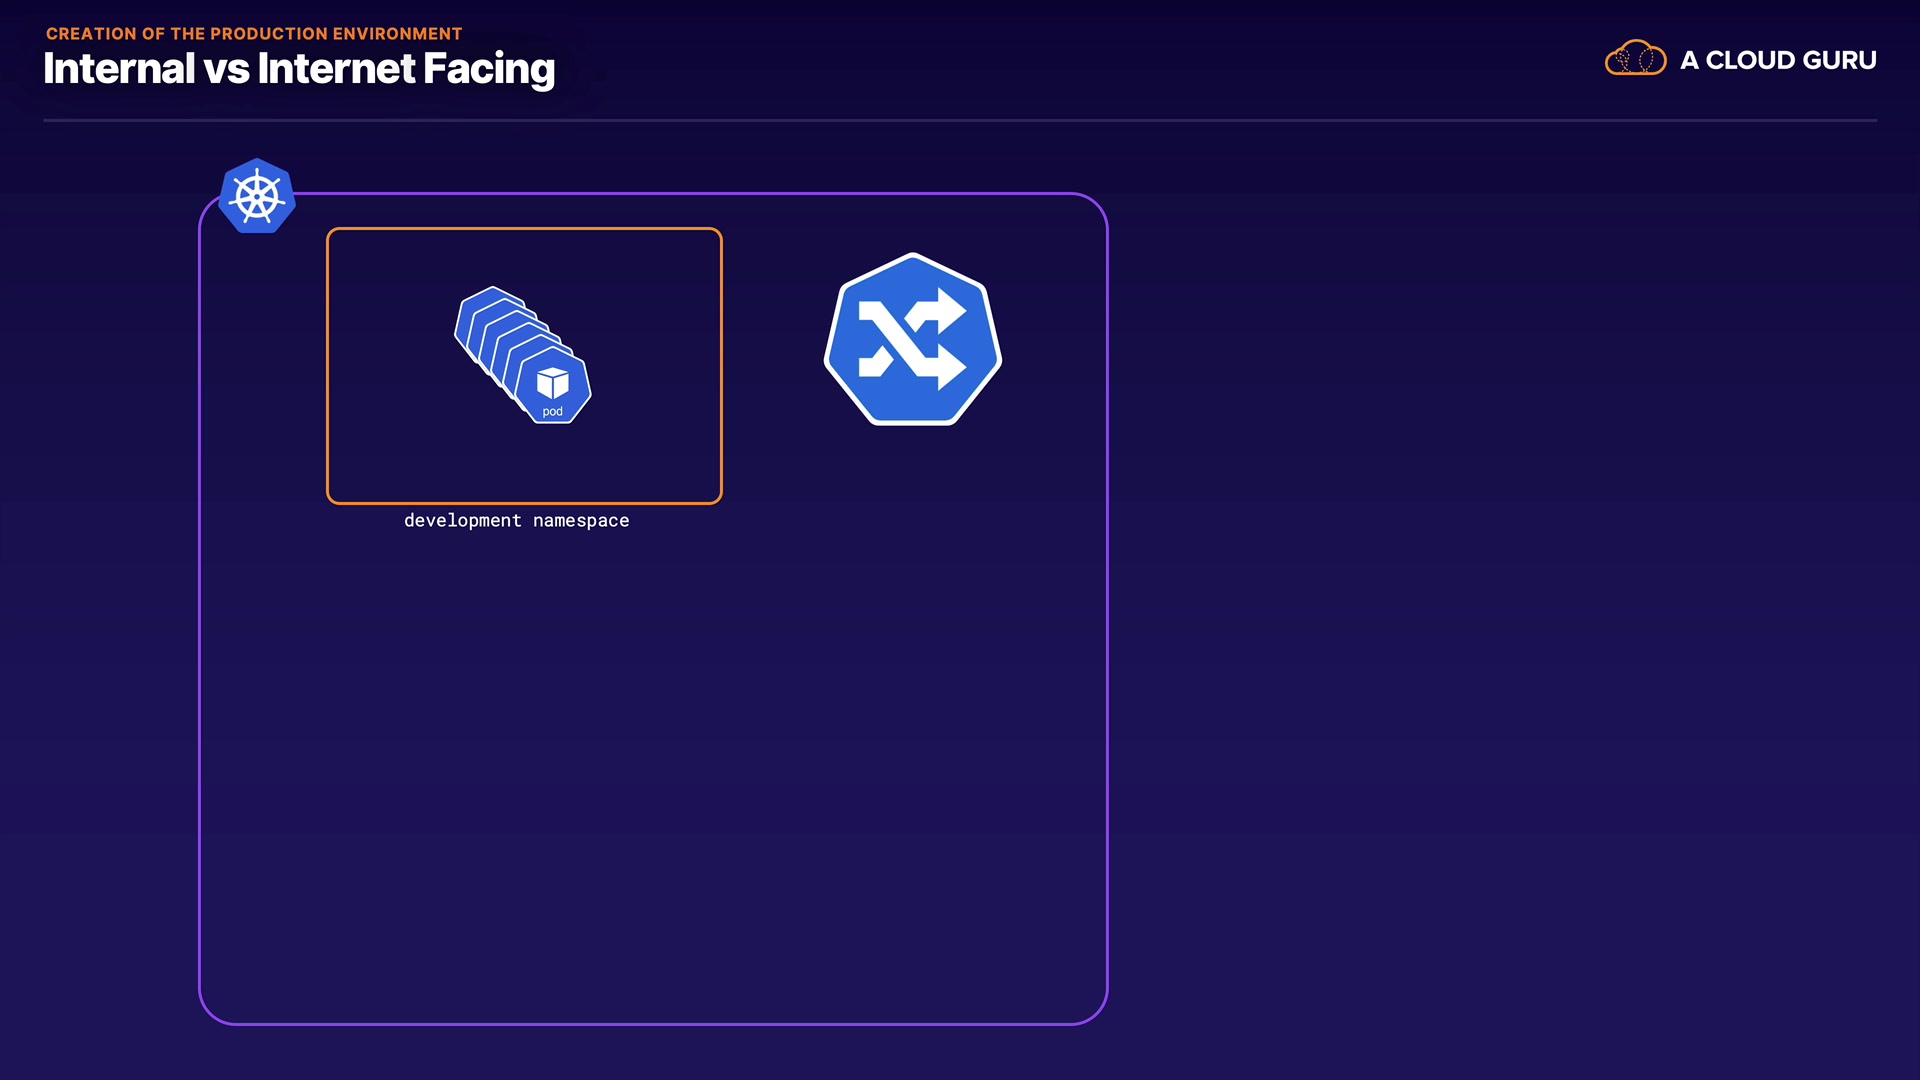 CREATION OF THE PRODUCTION ENVIRONMENT
Internal vs Internet Facing
A CLOUD GURU
pod
development namespace